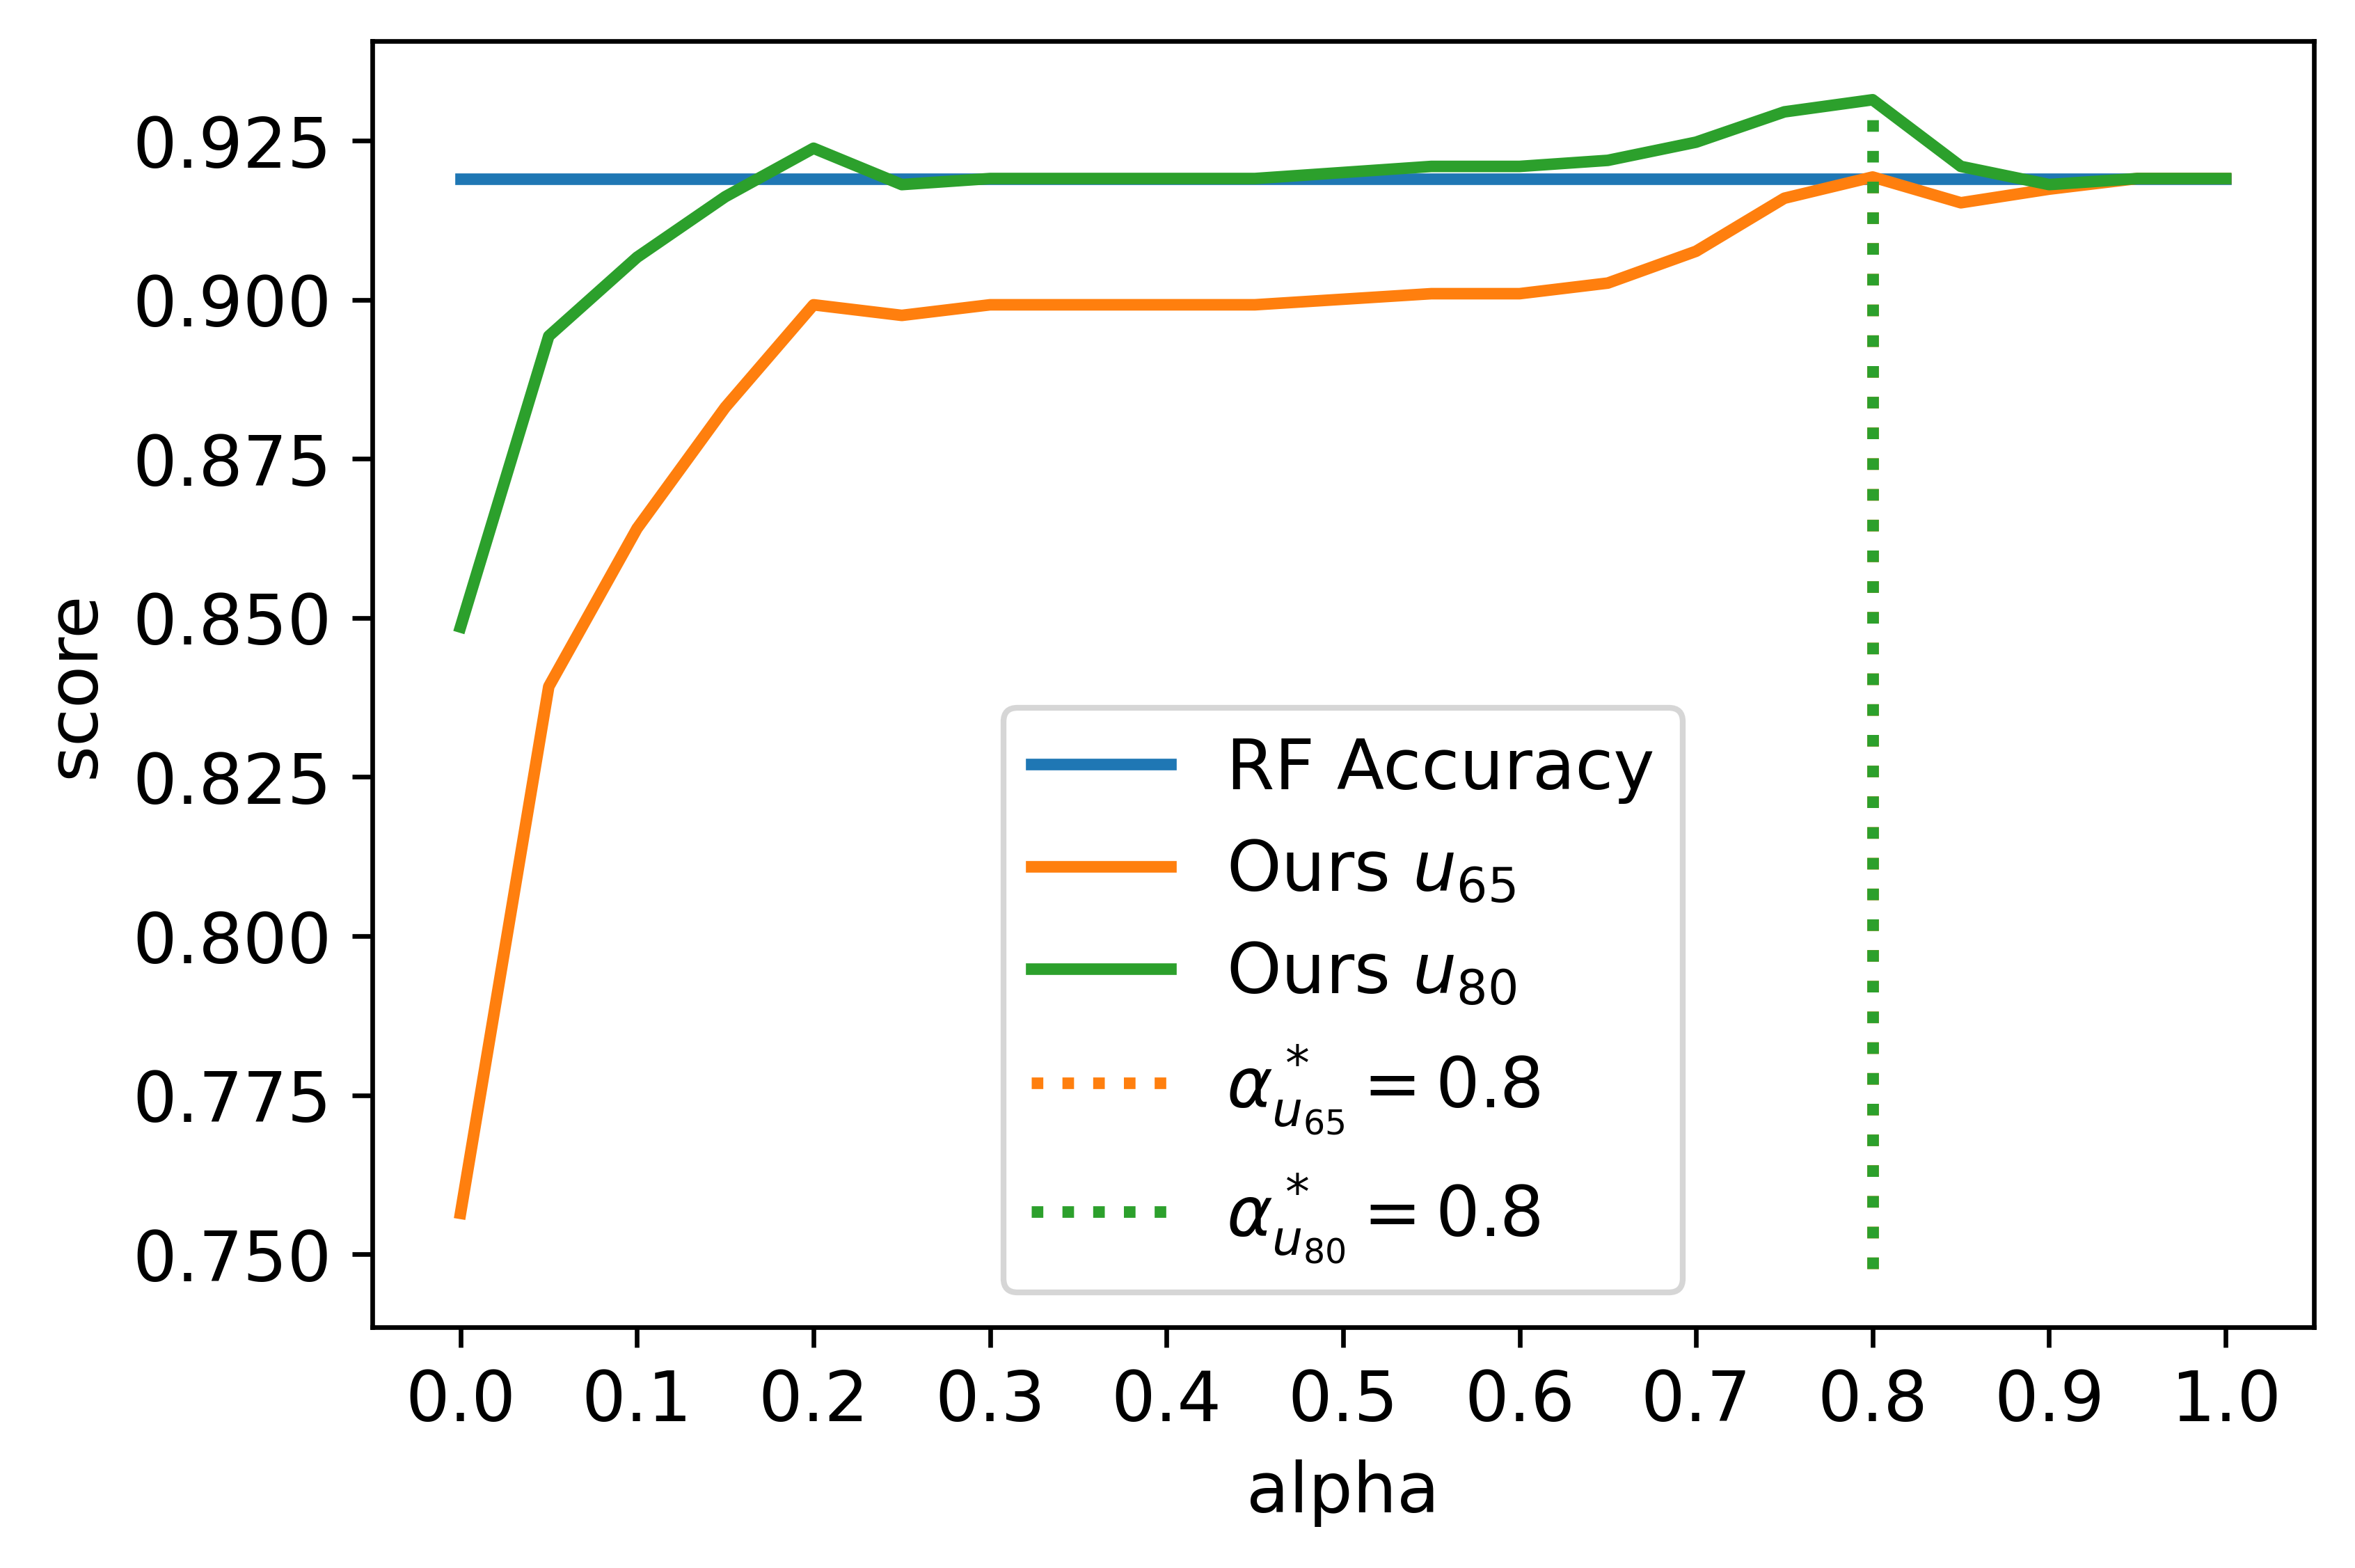 0.925
0.900
0.875
0.850
0.825
0.800
0.775
0.750
score
RF Accuracy
Ours u₆₅
Ours u₈₀
α*_{u₆₅} = 0.8
α*_{u₈₀} = 0.8
0.0 0.1 0.2 0.3 0.4 0.5 0.6 0.7 0.8 0.9 1.0
alpha